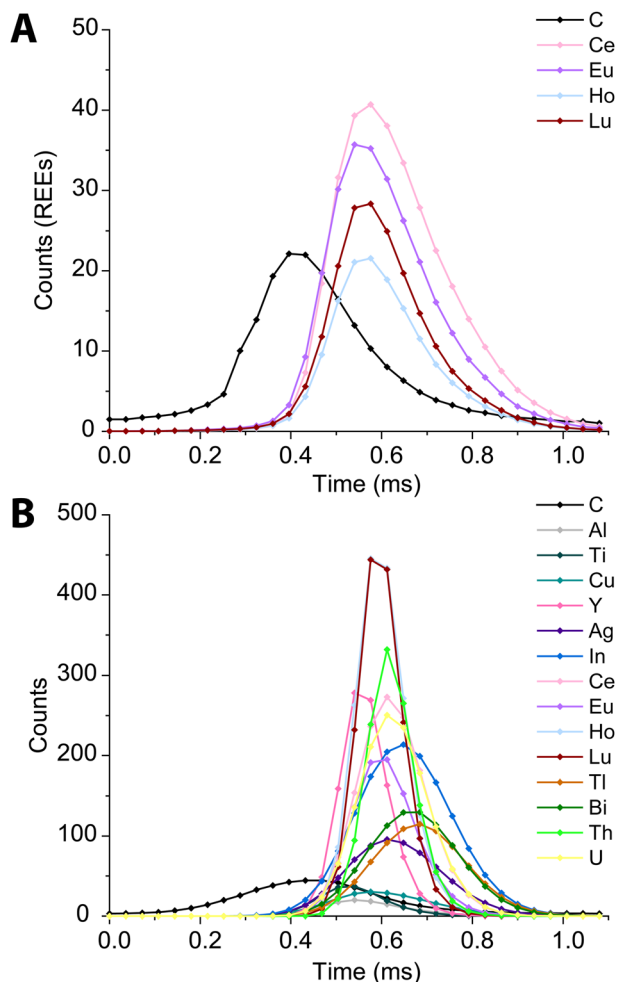 A
50
40
30
20
10
0
Counts (REEs)
C
Ce
Eu
Ho
Lu
0.0 0.2 0.4 0.6 0.8 1.0
Time (ms)
B
500
400
300
200
100
0
Counts
C
Al
Ti
Cu
Y
Ag
In
Ce
Eu
Ho
Lu
Tl
Bi
Th
U
0.0 0.2 0.4 0.6 0.8 1.0
Time (ms)